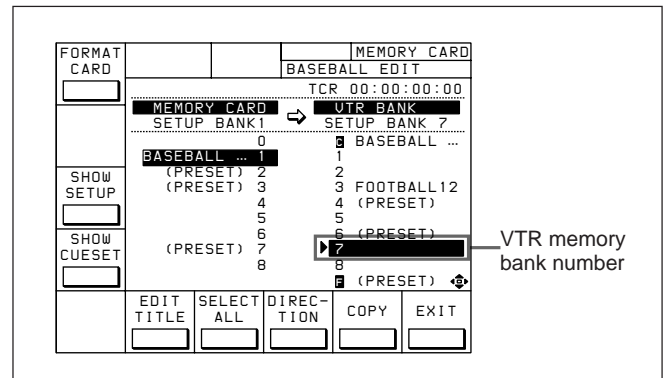 FORMAT CARD
MEMORY CARD
BASEBALL EDIT
TCR 00:00:00:00
MEMORY CARD ⇨ VTR BANK
SETUP BANK1 SETUP BANK 7
0 C BASEBALL …
BASEBALL … 1 1
(PRESET) 2 2
(PRESET) 3 3 FOOTBALL12
4 4 (PRESET)
5 5
6 6 (PRESET)
(PRESET) 7 7
8 8
F (PRESET)
SHOW SETUP
SHOW CUESET
EDIT TITLE
SELECT ALL
DIREC-TION
COPY
EXIT
VTR memory
bank number